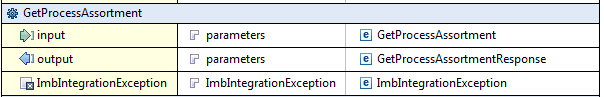 GetProcessAssortment
input parameters GetProcessAssortment
output parameters GetProcessAssortmentResponse
ImbIntegrationException ImbIntegrationException ImbIntegrationException